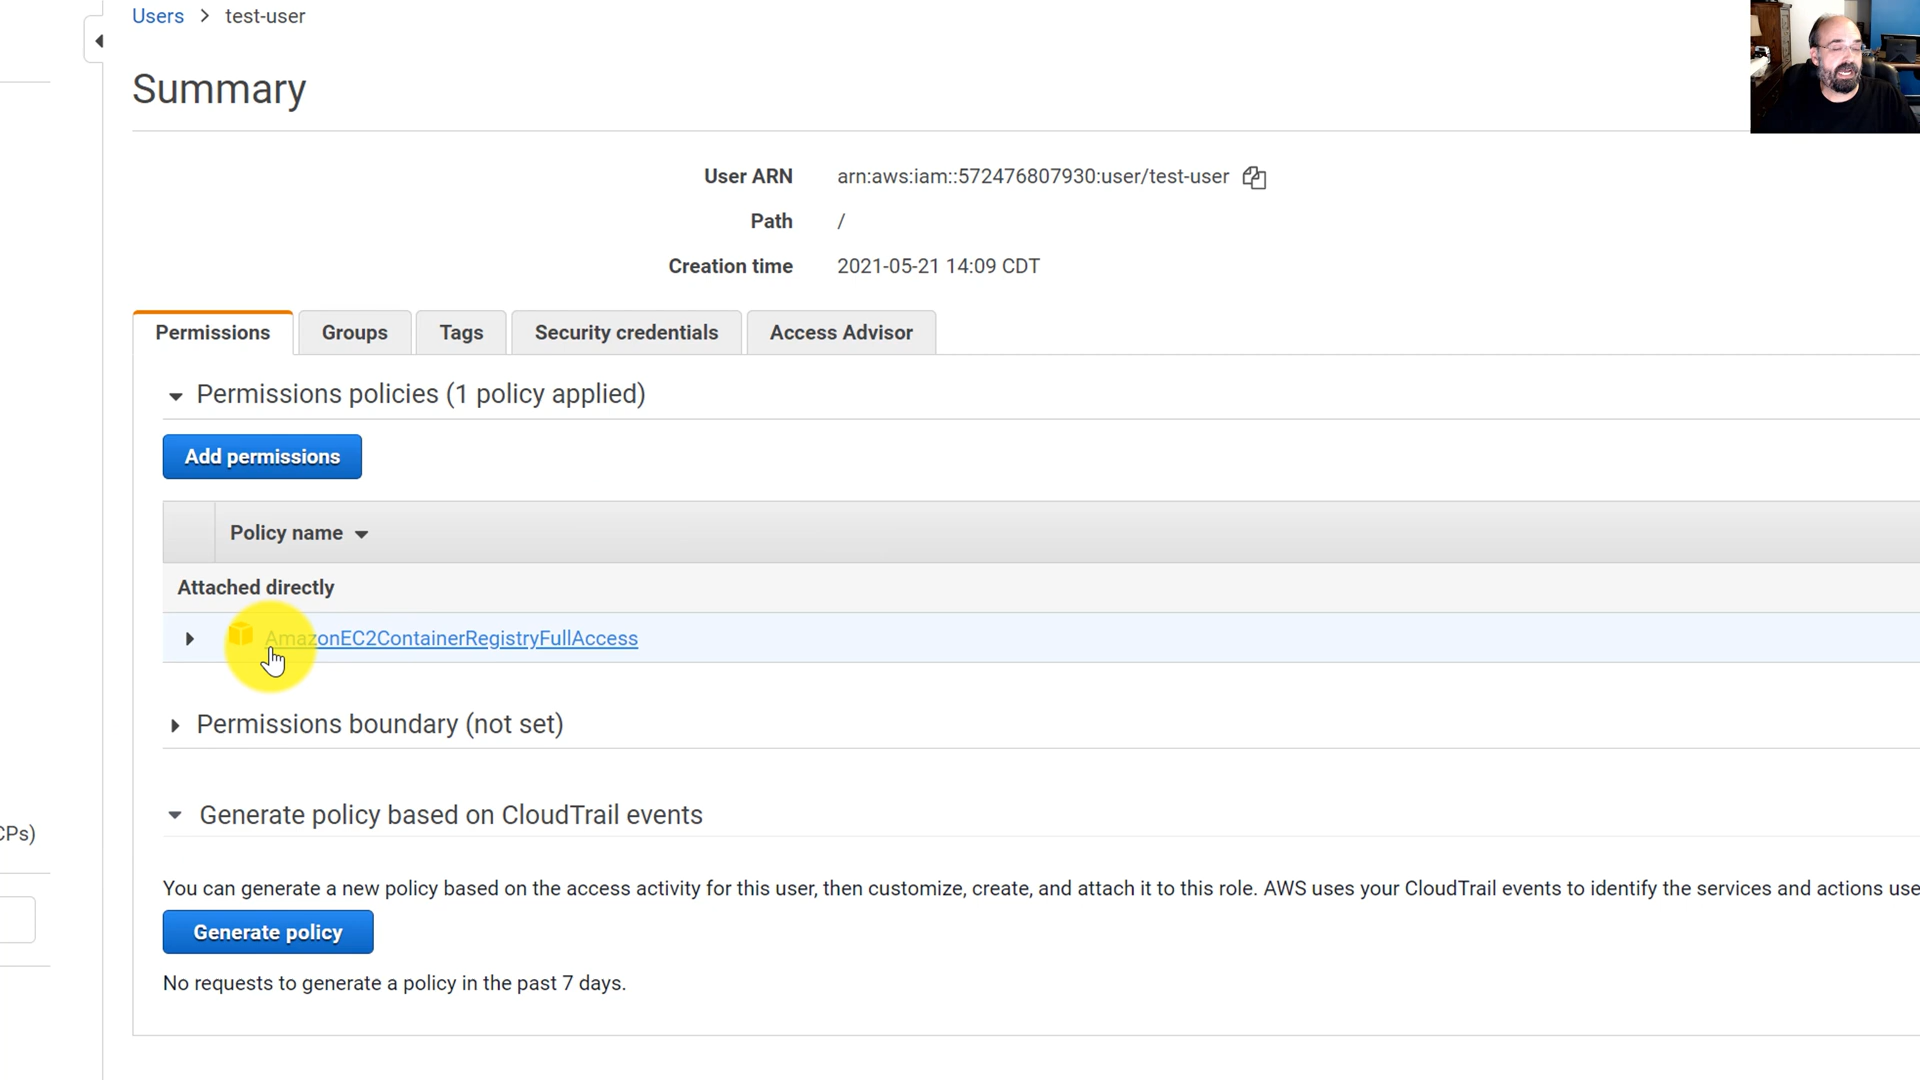 Users > test-user
Summary
User ARN arn:aws:iam::572476807930:user/test-user
Path /
Creation time 2021-05-21 14:09 CDT
Permissions Groups Tags Security credentials Access Advisor
Permissions policies (1 policy applied)
Add permissions
Policy name
Attached directly
AmazonEC2ContainerRegistryFullAccess
Permissions boundary (not set)
Generate policy based on CloudTrail events
CPs)
You can generate a new policy based on the access activity for this user, then customize, create, and attach it to this role. AWS uses your CloudTrail events to identify the services and actions use
Generate policy
No requests to generate a policy in the past 7 days.